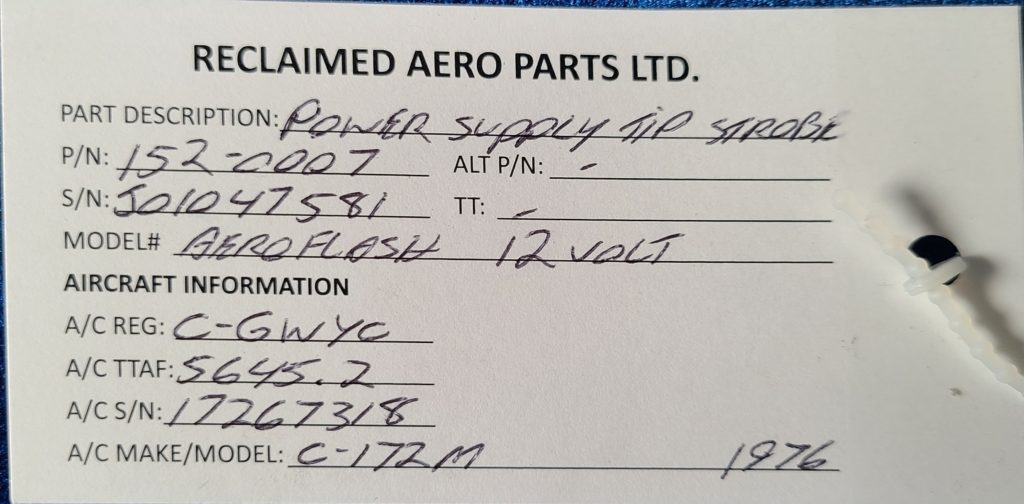 RECLAIMED AERO PARTS LTD.
PART DESCRIPTION: POWER SUPPLY TIP STROBE
P/N: 152-0007 ALT P/N: -
S/N: J01047581 TT: -
MODEL# AEROFLASH 12 VOLT
AIRCRAFT INFORMATION
A/C REG: C-GWYC
A/C TTAF: 5645.2
A/C S/N: 17267318
A/C MAKE/MODEL: C-172M 1976